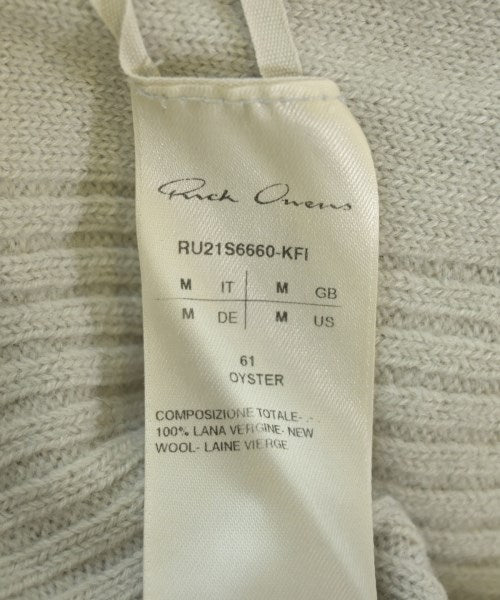 Rick Owens
RU21S6660-KFI
M IT M GB
M DE M US
61
OYSTER
COMPOSIZIONE TOTALE- .-
100% LANA VERGINE- NEW
WOOL- LAINE VIERGE